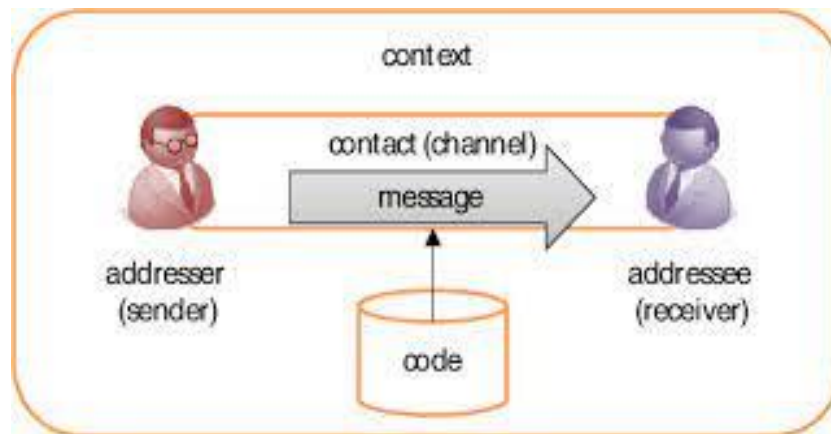 context
contact (channel)
message
addresser
(sender)
addressee
(receiver)
code